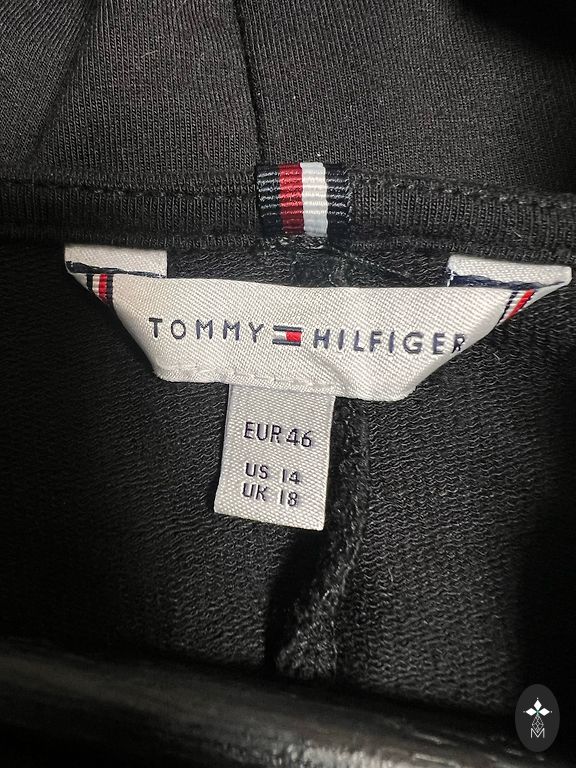 TOMMY HILFIGER
EUR 46
US 14
UK 18